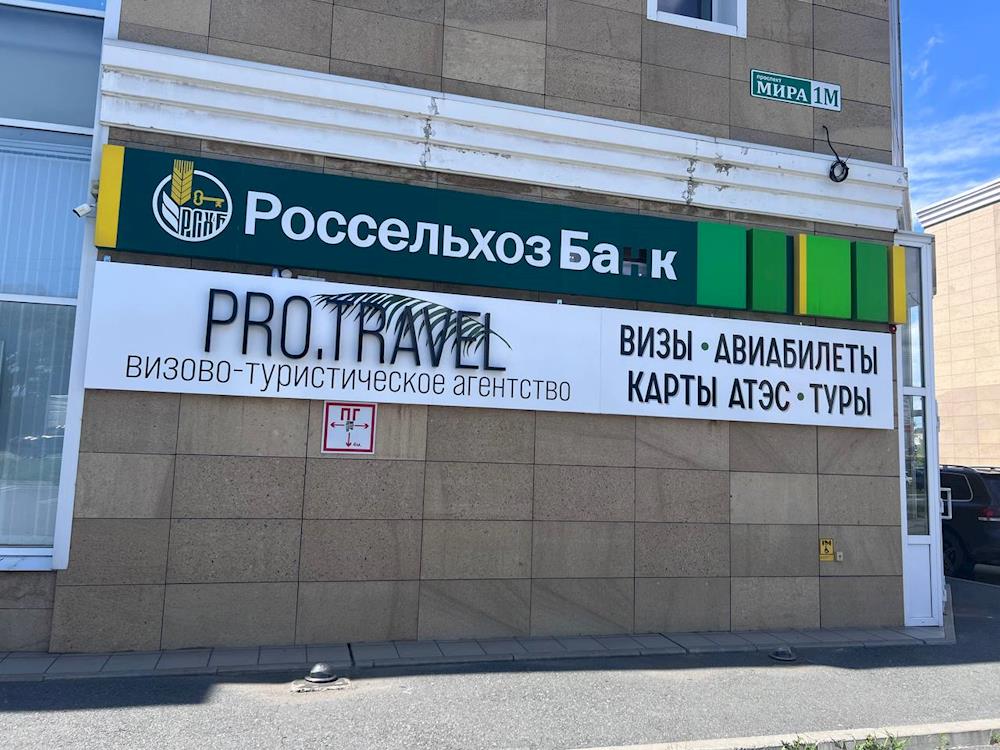 проспект
МИРА 1М
РСХБ
Россельхоз Банк
PRO.TRAVEL
ВИЗОВО-ТУРИСТИЧЕСКОЕ АГЕНТСТВО
ВИЗЫ · АВИАБИЛЕТЫ
КАРТЫ АТЭС · ТУРЫ
ПГ